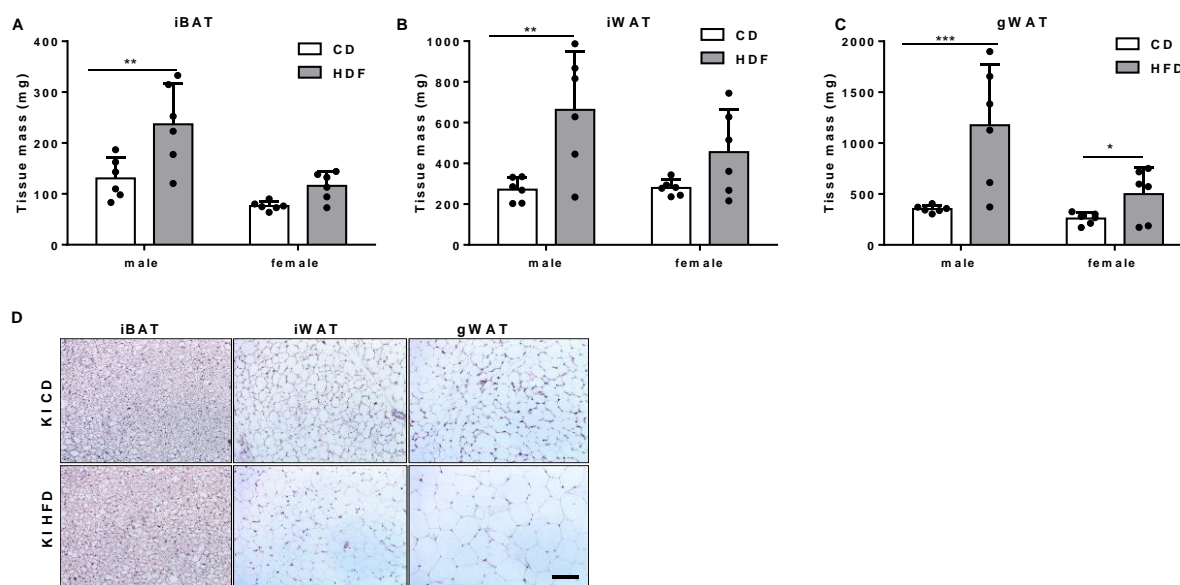 A
iBAT
Tissue mass (mg)
400
300
200
100
0
**
CD
HDF
male
female
B
iWAT
Tissue mass (mg)
1000
800
600
400
200
0
**
CD
HDF
male
female
C
gWAT
Tissue mass (mg)
2000
1500
1000
500
0
***
*
CD
HFD
male
female
D
iBAT
iWAT
gWAT
KI CD
KI HFD